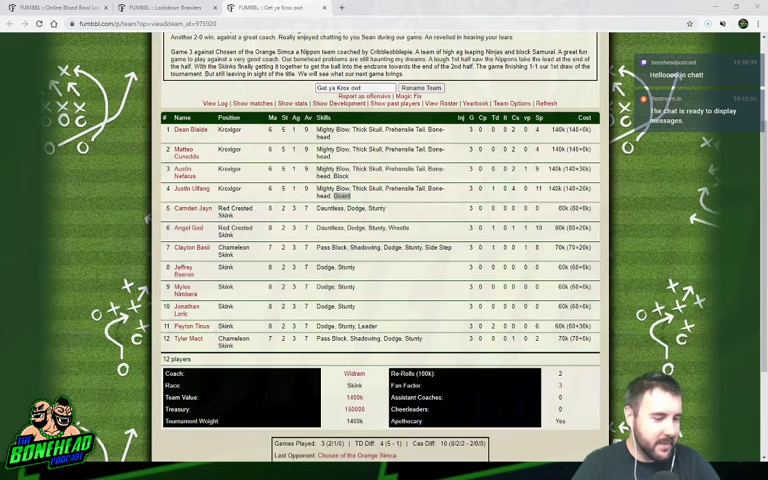 FUMBBL :: Online Blood Bowl Le
FUMBBL :: Lockdown Brewlers
FUMBBL :: Get ya Krox owt
fumbbl.com/p/team?op=view&team_id=975920
Another 2-0 win, against a great coach. Really enjoyed chatting to you Sean during our game. An revelled in hearing your team
Game 3 against Chosen of the Orange Simca a Nippon team coached by Cribbleobblepie. A team of high ag leaping Ninjas and block Samurai. A great fun
game to play against a very good coach. Our bonehead problems are still haunting my dreams. A tough 1st half saw the Nippons take the lead at the end of the
half. With the Skinks finally getting it together to get the ball into the endzone towards the end of the 2nd half. The game finishing 1-1 our 1st draw of the
tournament. But still leaving in sight of the title. We will see what our next game brings.
Get ya Krox owt
Rename Team
Report as offensive | Magic Fix
View Log | Show matches | Show stats | Show Development | Show past players | View Roster | Yearbook | Team Options | Refresh
# Name Position Ma St Ag Av Skills Inj G Cp Td It Cs vp Sp
1 Dean Blaide Kroxigor 6 5 1 9 Mighty Blow, Thick Skull, Prehensile Tail, Bone-head 3 0 0 0 2 0 4 140k (140+0k)
2 Matteo Cunedda Kroxigor 6 5 1 9 Mighty Blow, Thick Skull, Prehensile Tail, Bone-head 3 0 0 0 2 0 4 140k (140+0k)
3 Austin Nefarus Kroxigor 6 5 1 9 Mighty Blow, Thick Skull, Prehensile Tail, Bone-head, Block 3 0 0 0 2 1 9 140k (140+30k)
4 Justin Ulfang Kroxigor 6 5 1 9 Mighty Blow, Thick Skull, Prehensile Tail, Bone-head, Guard 3 0 1 0 4 0 11 140k (140+20k)
5 Camden Jayn Red Crested Skink 8 2 3 7 Dauntless, Dodge, Stunty 3 0 0 0 0 0 0 80k (80+0k)
6 Angel God Red Crested Skink 8 2 3 7 Dauntless, Dodge, Stunty, Wrestle 3 0 1 0 1 1 10 80k (80+20k)
7 Clayton Basil Chameleon Skink 7 2 3 7 Pass Block, Shadowing, Dodge, Stunty, Side Step 3 0 1 0 0 1 8 70k (70+20k)
8 Jeffrey Skink 8 2 3 7 Dodge, Stunty 3 0 0 0 0 0 0 60k (60+0k)
9 Myles Nimbera Skink 8 2 3 7 Dodge, Stunty 3 0 0 0 0 0 0 60k (60+0k)
10 Jonathan Loric Skink 8 2 3 7 Dodge, Stunty 3 0 0 0 0 0 0 60k (60+0k)
11 Peyton Tinus Skink 8 2 3 7 Dodge, Stunty, Leader 3 0 2 0 0 0 6 60k (60+30k)
12 Tyler Mect Chameleon Skink 7 2 3 7 Pass Block, Shadowing, Dodge, Stunty 3 0 0 0 1 0 2 70k (70+0k)
12 players
Coach: Widram Re-Rolls (100k): 2
Race: Skink Fan Factor: 3
Team Value: 1400k Assistant Coaches: 0
Treasury: 150000 Cheerleaders: 0
Tournament Weight 1400k Apothecary: Yes
Games Played: 3 (2/1/0) | TD Diff: 4 (5 - 1) | Cas Diff: 10 (8/2/2 - 2/0/0)
Last Opponent: Chosen of the Orange Simca
boneheadpodcast 19:59:39
Helloooo in chat!
Restream.io 19:53:55
The chat is ready to display
messages.
THE
BONEHEAD
PODCAST